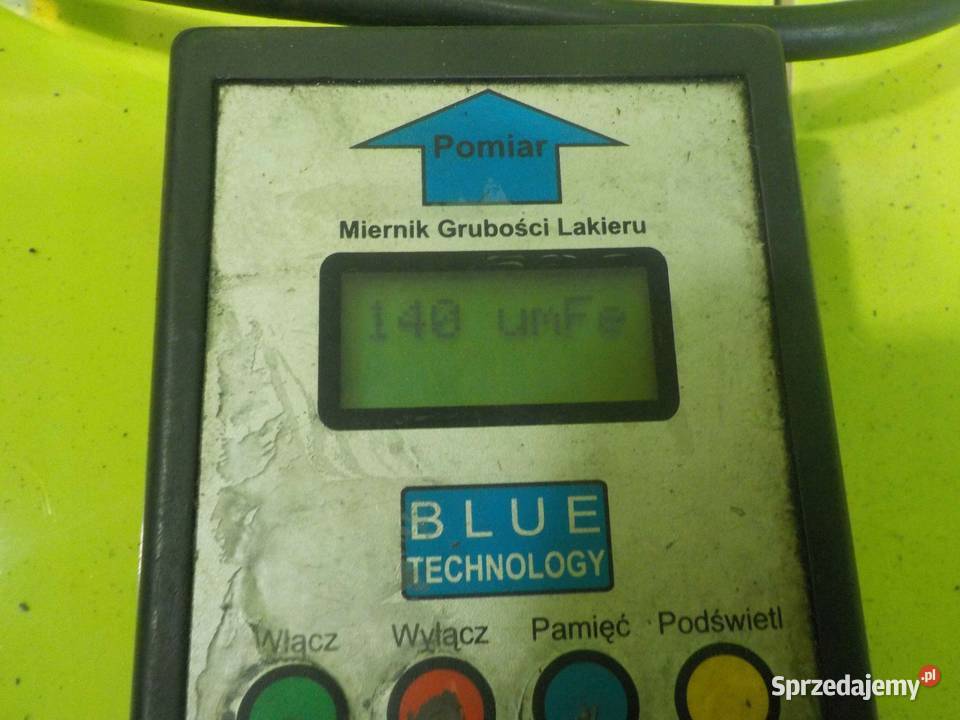 Pomiar
Miernik Grubości Lakieru
140 umFe
BLUE
TECHNOLOGY
Włącz Wyłącz Pamięć Podświetl
Sprzedajemy.pl